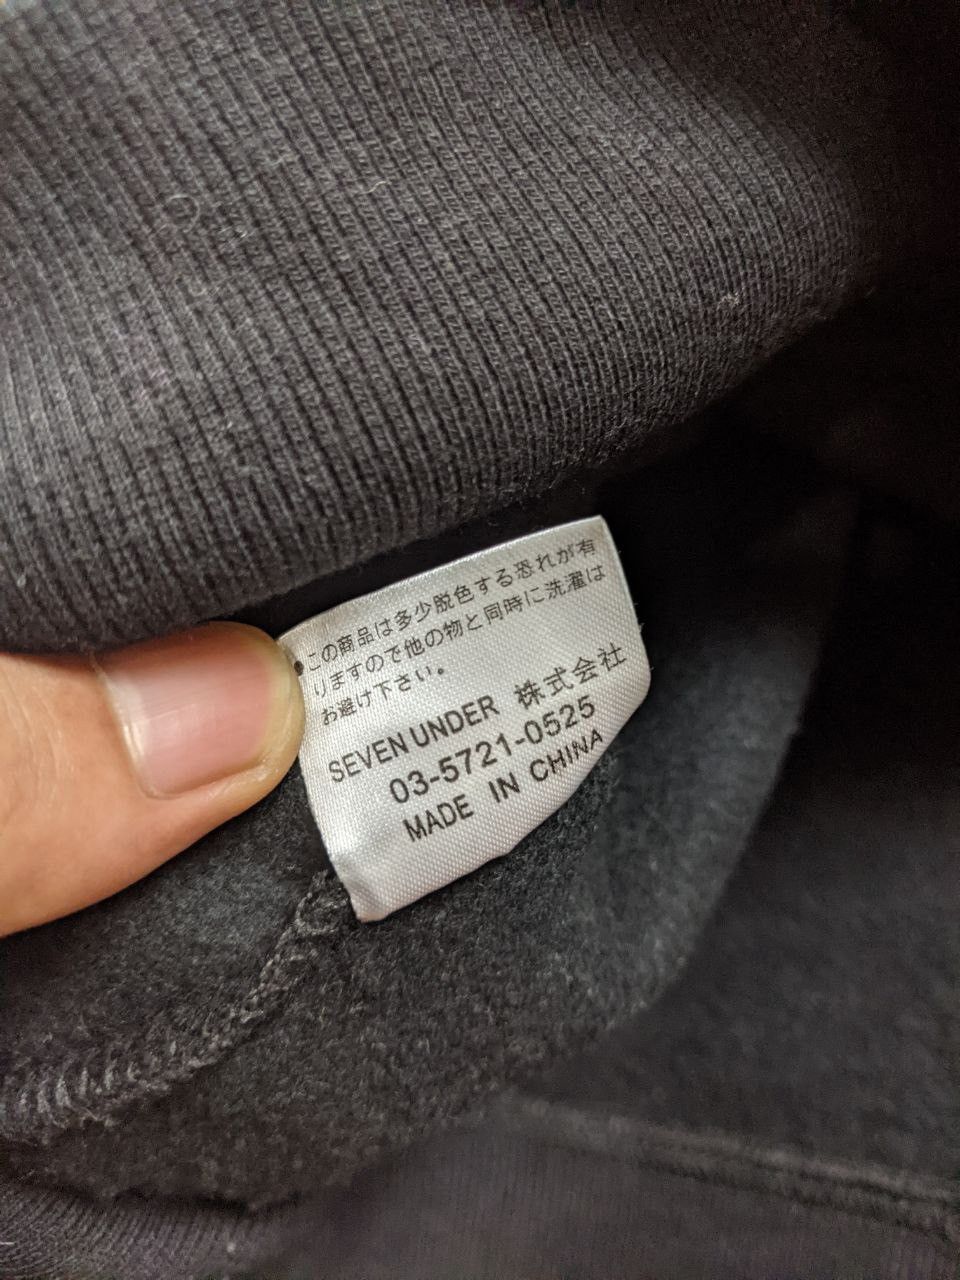 ●この商品は多少脱色する恐れが有
りますので他の物と同時に洗濯は
お避け下さい。
SEVEN UNDER 株式会社
03-5721-0525
MADE IN CHINA